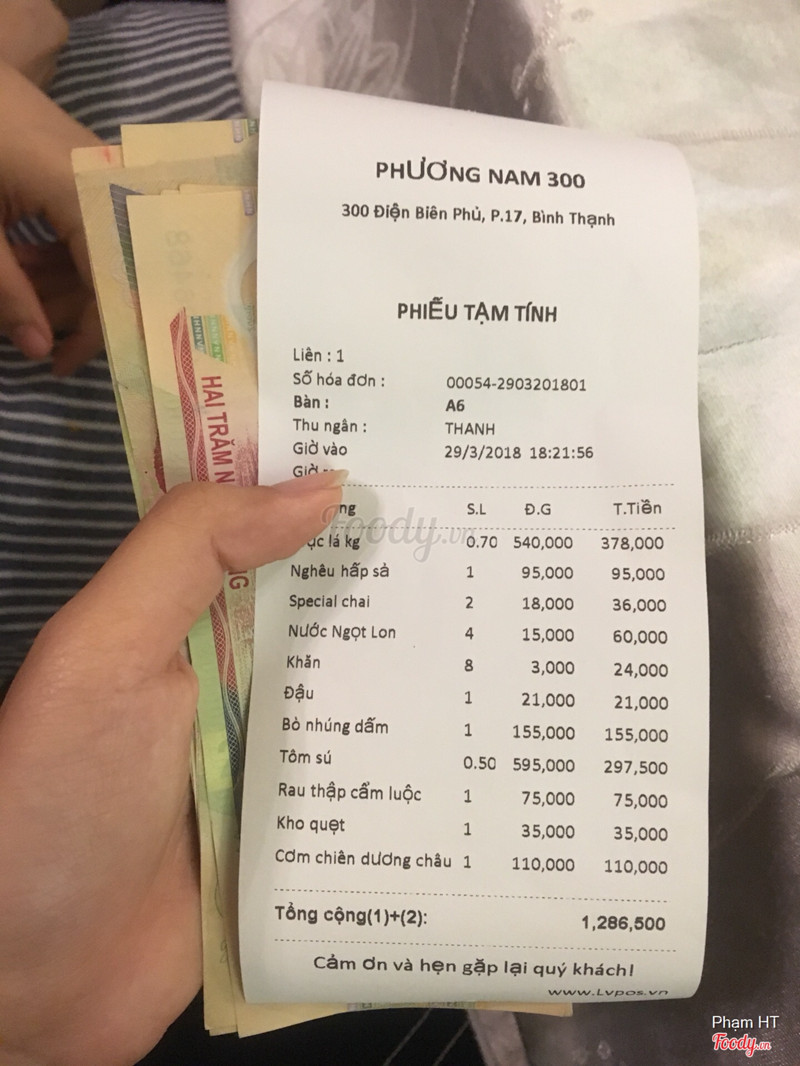 PHƯƠNG NAM 300
300 Điện Biên Phủ, P.17, Bình Thạnh
PHIẾU TẠM TÍNH
Liên : 1
Số hóa đơn : 00054-2903201801
Bàn : A6
Thu ngân : THANH
Giờ vào 29/3/2018 18:21:56
Giờ
S.L Đ.G T.Tiền
lá kg 0.70 540,000 378,000
Nghêu hấp sả 1 95,000 95,000
Special chai 2 18,000 36,000
Nước Ngọt Lon 4 15,000 60,000
Khăn 8 3,000 24,000
Đậu 1 21,000 21,000
Bò nhúng dấm 1 155,000 155,000
Tôm sú 0.50 595,000 297,500
Rau thập cẩm luộc 1 75,000 75,000
Kho quẹt 1 35,000 35,000
Cơm chiên dương châu 1 110,000 110,000
Tổng cộng(1)+(2): 1,286,500
Cảm ơn và hẹn gặp lại quý khách!
www.Lvpos.vn
HAI TRĂM
Foody.vn
Phạm HT
Foody.vn